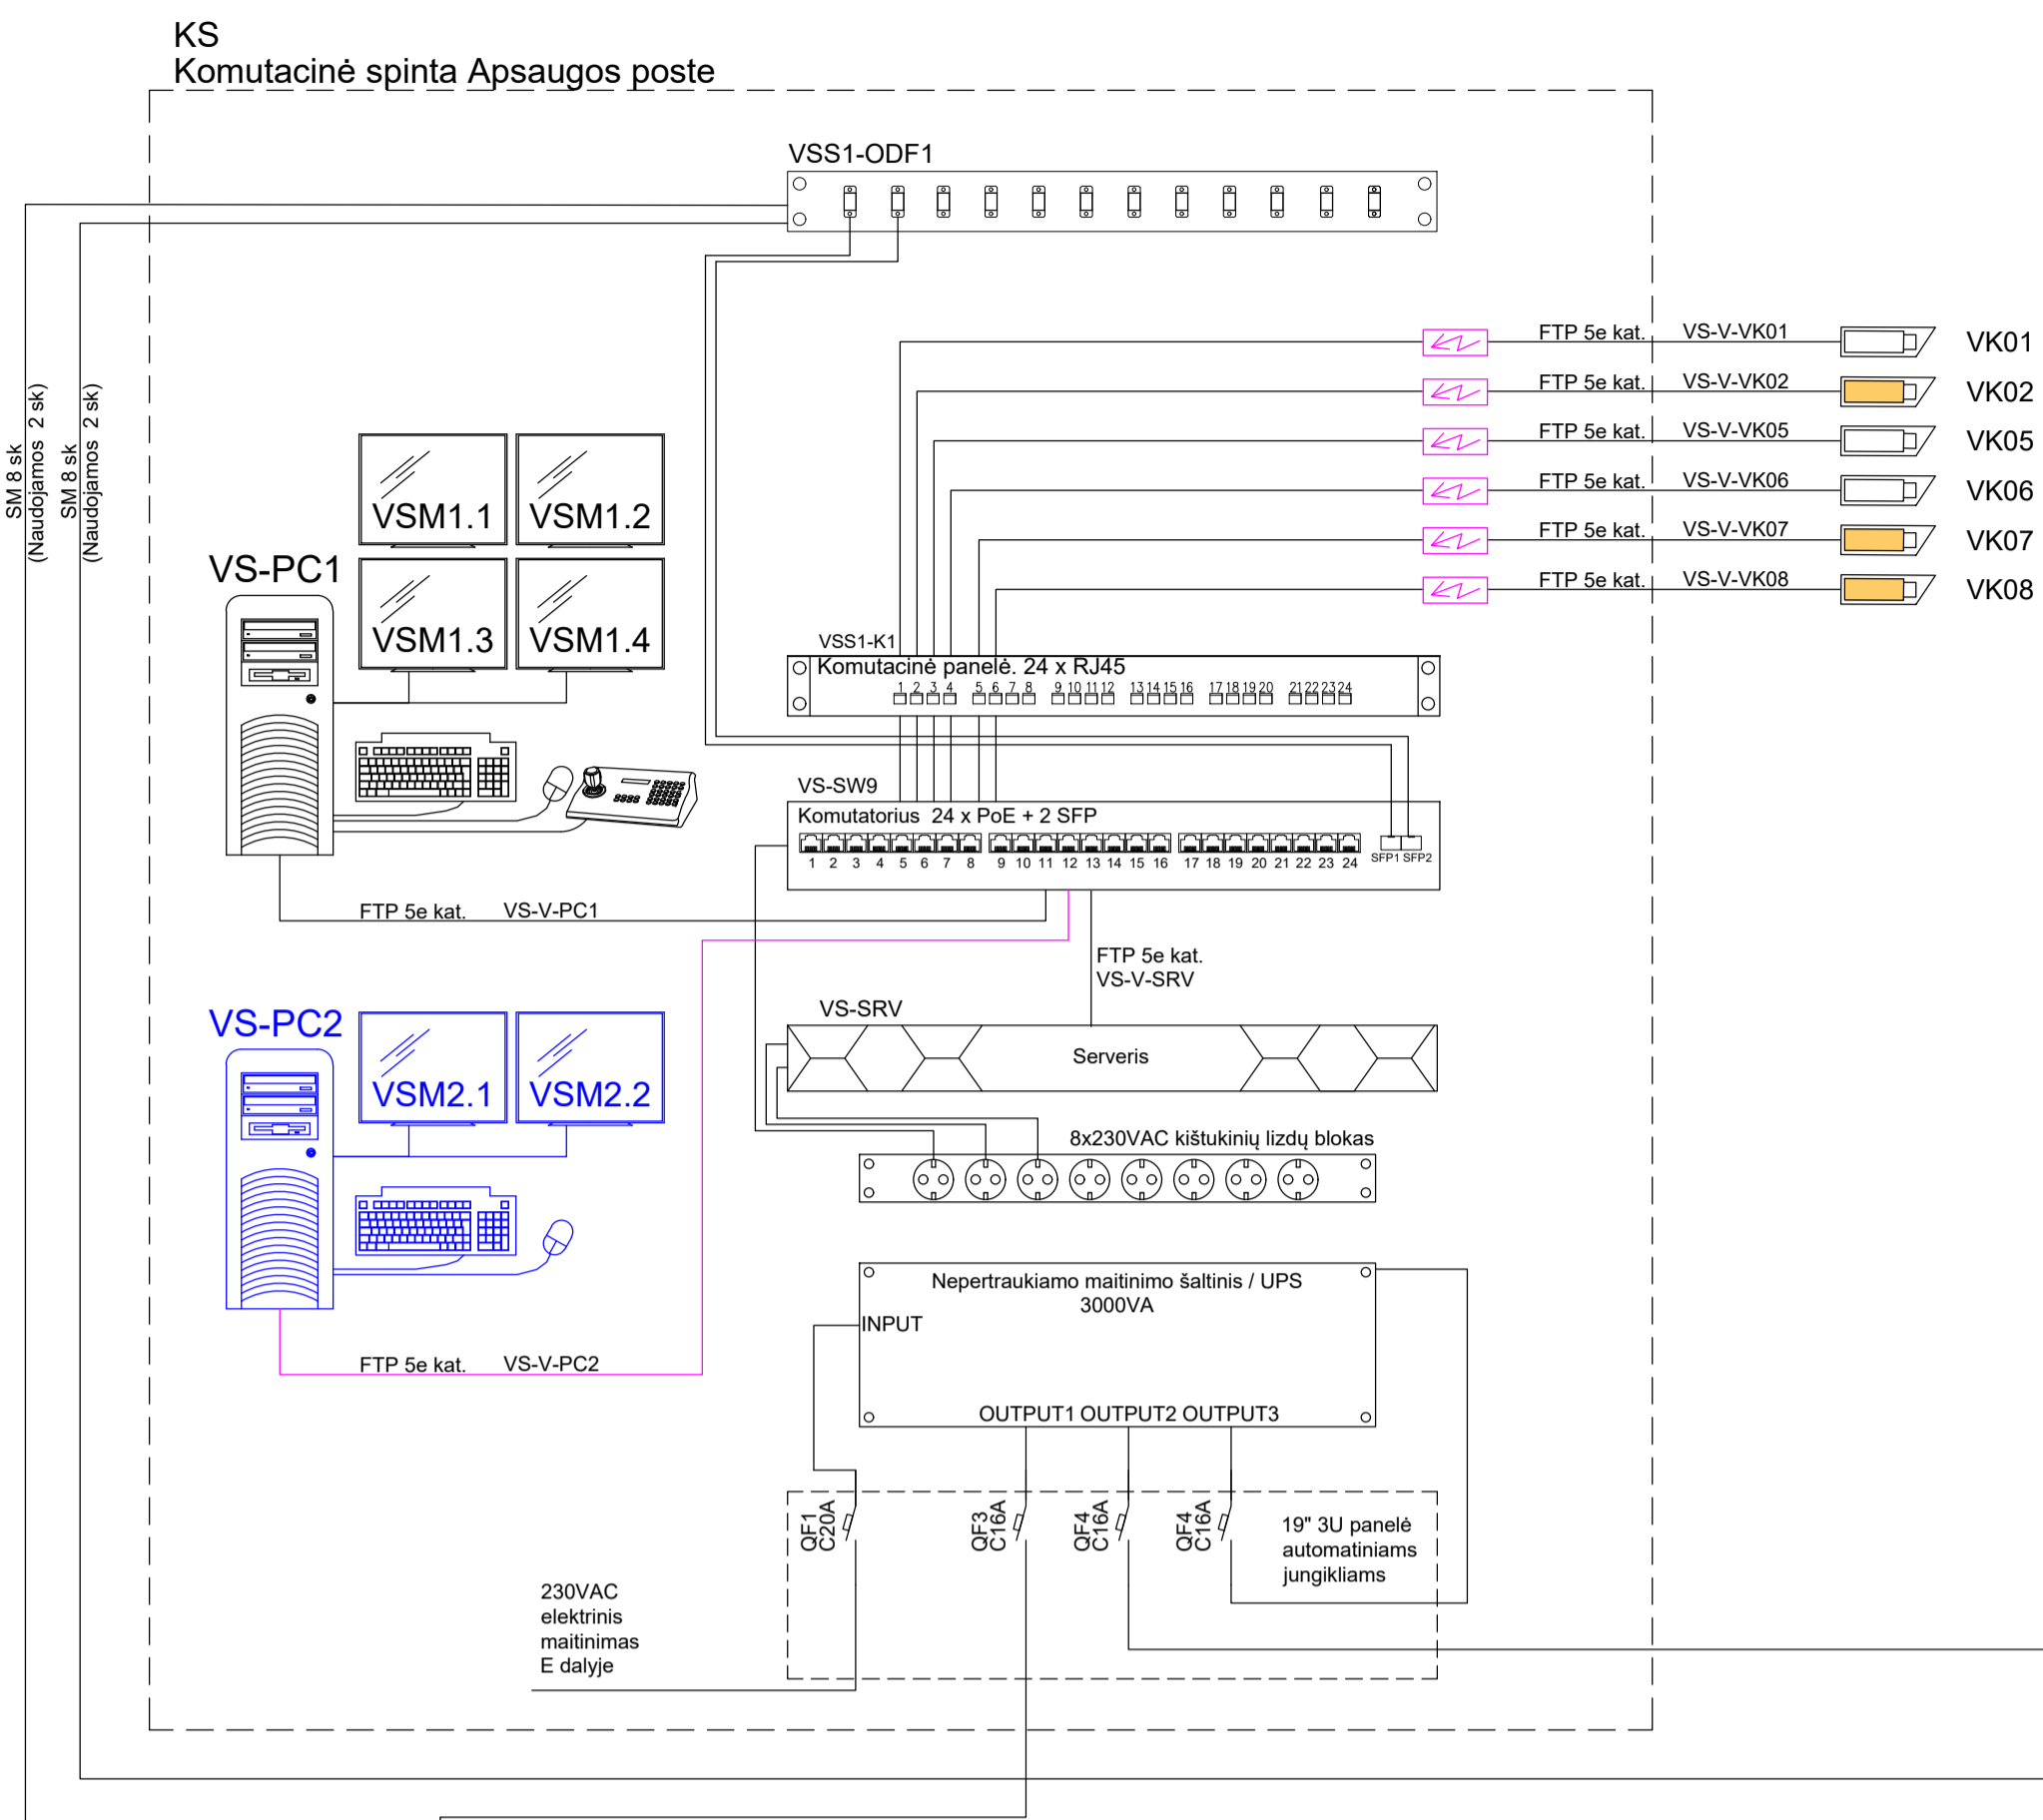 KS
Komutacinė spinta Apsaugos poste
VSS1-ODF1
SM 8 sk
(Naudojamos 2 sk)
SM 8 sk
(Naudojamos 2 sk)
FTP 5e kat. VS-V-VK01 VK01
FTP 5e kat. VS-V-VK02 VK02
FTP 5e kat. VS-V-VK05 VK05
FTP 5e kat. VS-V-VK06 VK06
FTP 5e kat. VS-V-VK07 VK07
FTP 5e kat. VS-V-VK08 VK08
VSM1.1 VSM1.2
VS-PC1
VSM1.3 VSM1.4
VSS1-K1
Komutacinė panelė. 24 x RJ45
1 2 3 4 5 6 7 8 9 10 11 12 13 14 15 16 17 18 19 20 21 22 23 24
VS-SW9
Komutatorius 24 x PoE + 2 SFP
1 2 3 4 5 6 7 8 9 10 11 12 13 14 15 16 17 18 19 20 21 22 23 24 SFP1 SFP2
FTP 5e kat. VS-V-PC1
FTP 5e kat.
VS-V-SRV
VS-SRV
Serveris
VS-PC2
VSM2.1 VSM2.2
8x230VAC kištukinių lizdų blokas
Nepertraukiamo maitinimo šaltinis / UPS
3000VA
INPUT
OUTPUT1 OUTPUT2 OUTPUT3
FTP 5e kat. VS-V-PC2
QF1
C20A
QF3
C16A
QF4
C16A
QF4
C16A
19" 3U panelė
automatiniams
jungikliams
230VAC
elektrinis
maitinimas
E dalyje